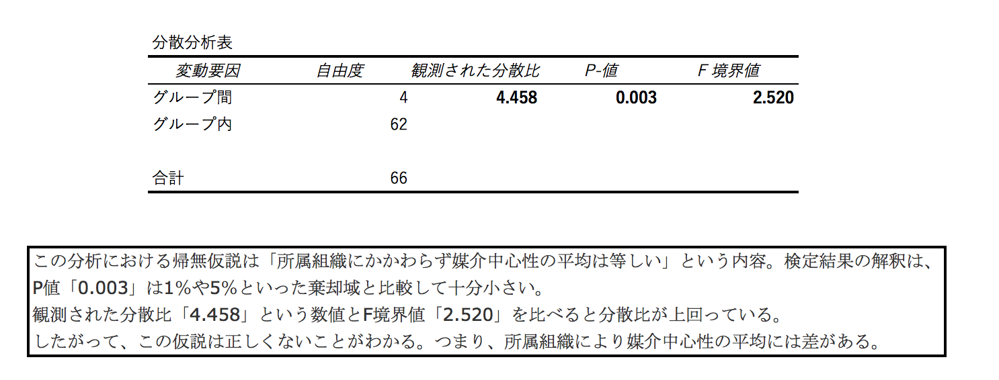 分散分析表
変動要因 自由度 観測された分散比 P-値 F 境界値
グループ間 4 4.458 0.003 2.520
グループ内 62
合計 66
この分析における帰無仮説は「所属組織にかかわらず媒介中心性の平均は等しい」という内容。検定結果の解釈は、
P値「0.003」は1%や5%といった棄却域と比較して十分小さい。
観測された分散比「4.458」という数値とF境界値「2.520」を比べると分散比が上回っている。
したがって、この仮説は正しくないことがわかる。つまり、所属組織により媒介中心性の平均には差がある。